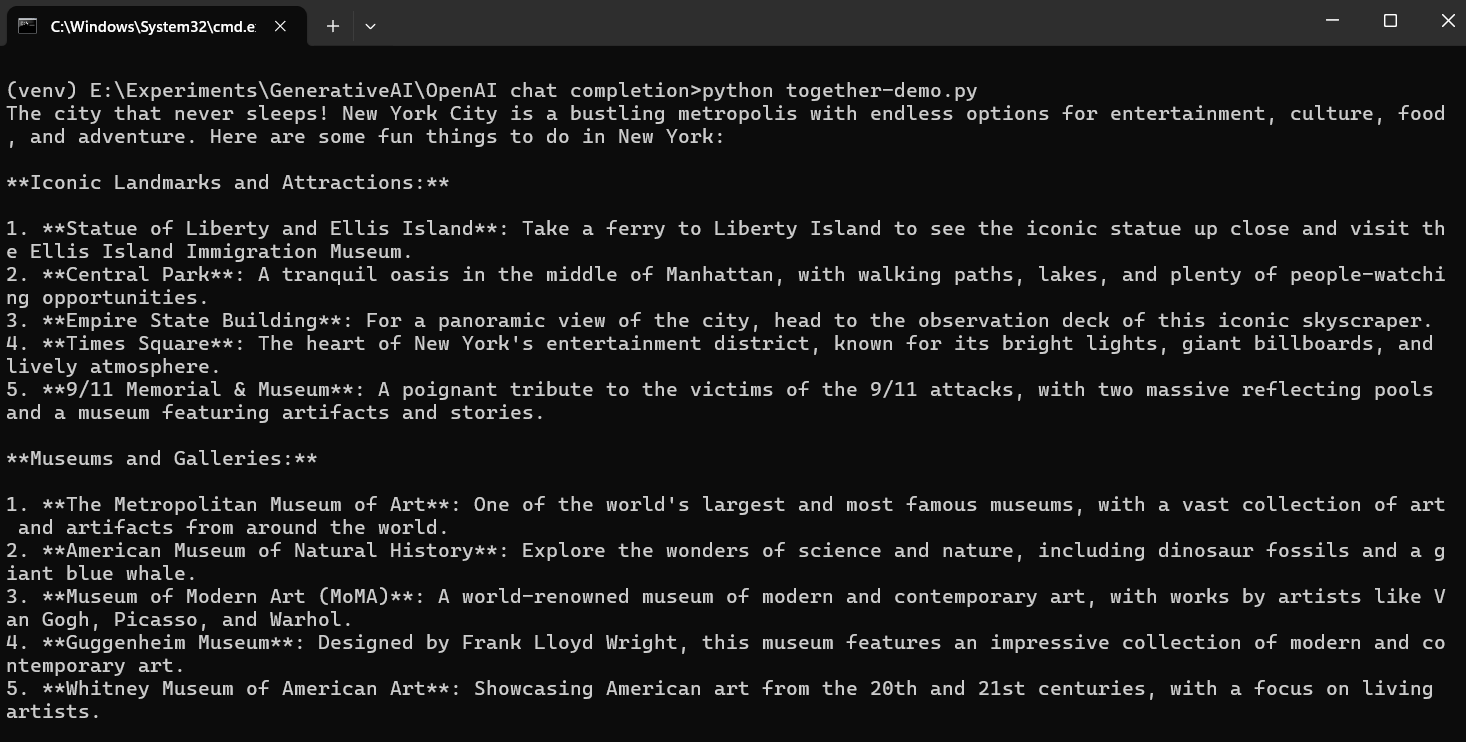 C:\Windows\System32\cmd.e
(venv) E:\Experiments\GenerativeAI\OpenAI chat completion>python together-demo.py
The city that never sleeps! New York City is a bustling metropolis with endless options for entertainment, culture, food
, and adventure. Here are some fun things to do in New York:
**Iconic Landmarks and Attractions:**
1. **Statue of Liberty and Ellis Island**: Take a ferry to Liberty Island to see the iconic statue up close and visit th
e Ellis Island Immigration Museum.
2. **Central Park**: A tranquil oasis in the middle of Manhattan, with walking paths, lakes, and plenty of people-watchi
ng opportunities.
3. **Empire State Building**: For a panoramic view of the city, head to the observation deck of this iconic skyscraper.
4. **Times Square**: The heart of New York's entertainment district, known for its bright lights, giant billboards, and
lively atmosphere.
5. **9/11 Memorial & Museum**: A poignant tribute to the victims of the 9/11 attacks, with two massive reflecting pools
and a museum featuring artifacts and stories.
**Museums and Galleries:**
1. **The Metropolitan Museum of Art**: One of the world's largest and most famous museums, with a vast collection of art
 and artifacts from around the world.
2. **American Museum of Natural History**: Explore the wonders of science and nature, including dinosaur fossils and a g
iant blue whale.
3. **Museum of Modern Art (MoMA)**: A world-renowned museum of modern and contemporary art, with works by artists like V
an Gogh, Picasso, and Warhol.
4. **Guggenheim Museum**: Designed by Frank Lloyd Wright, this museum features an impressive collection of modern and co
ntemporary art.
5. **Whitney Museum of American Art**: Showcasing American art from the 20th and 21st centuries, with a focus on living
artists.